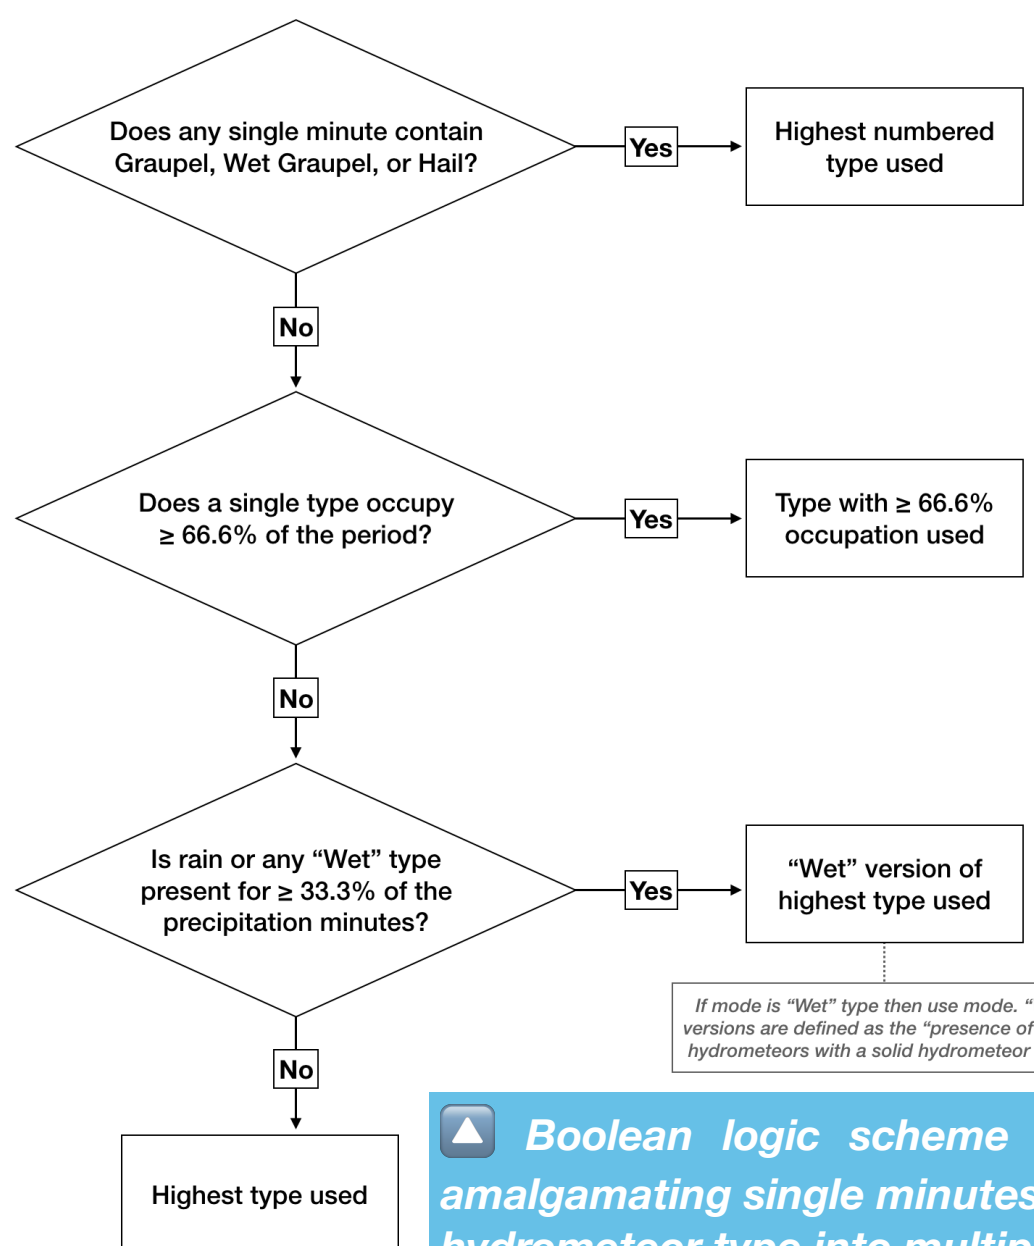 Does any single minute contain
Graupel, Wet Graupel, or Hail?
Yes
Highest numbered
type used
No
Does a single type occupy
≥ 66.6% of the period?
Yes
Type with ≥ 66.6%
occupation used
No
Is rain or any “Wet” type
present for ≥ 33.3% of the
precipitation minutes?
Yes
“Wet” version of
highest type used
If mode is “Wet” type then use mode. “
versions are defined as the “presence of
hydrometeors with a solid hydrometeor
No
Highest type used
Boolean logic scheme
amalgamating single minutes
hydrometeor type into